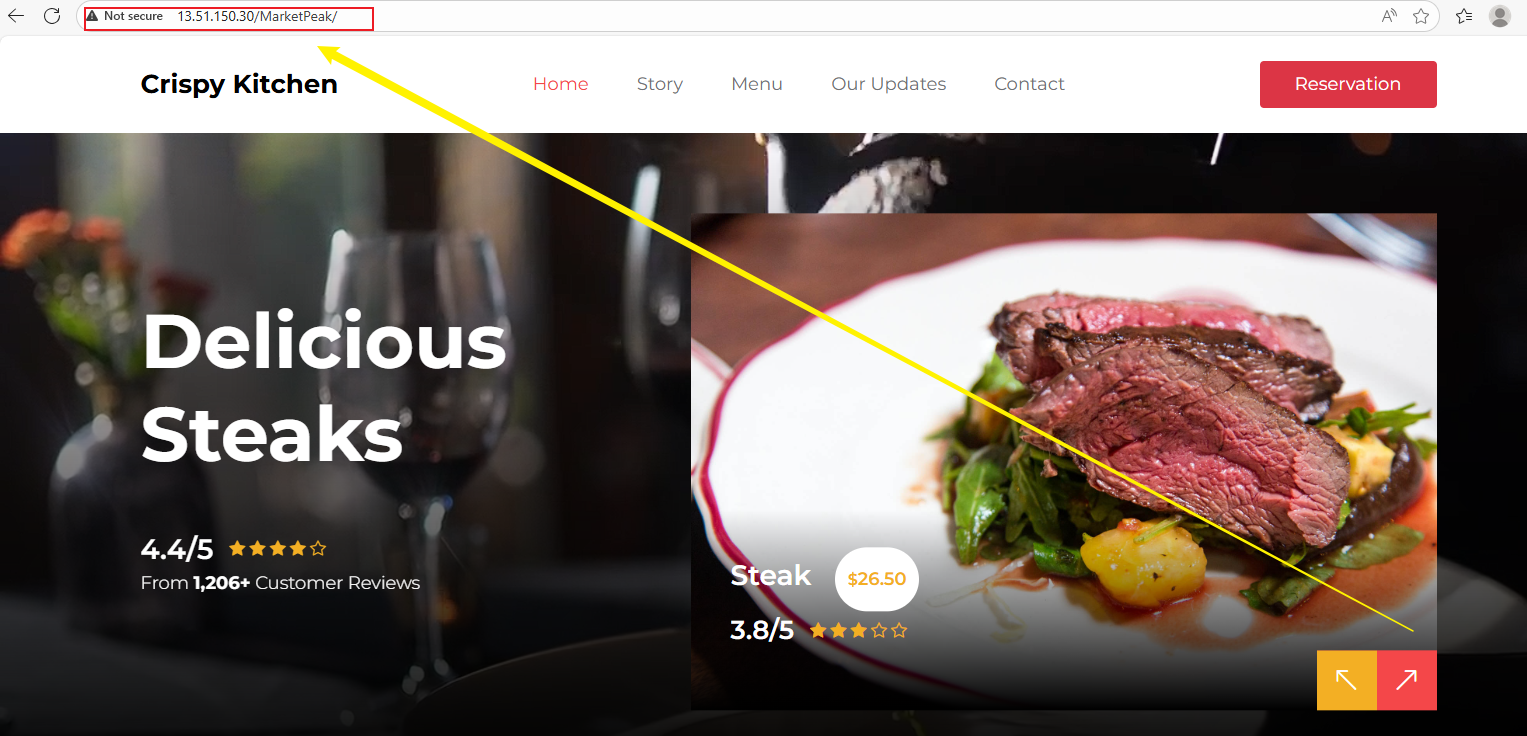 Not secure 13.51.150.30/MarketPeak/
Crispy Kitchen
Home Story Menu Our Updates Contact
Reservation
Delicious
Steaks
4.4/5
From 1,206+ Customer Reviews
Steak $26.50
3.8/5